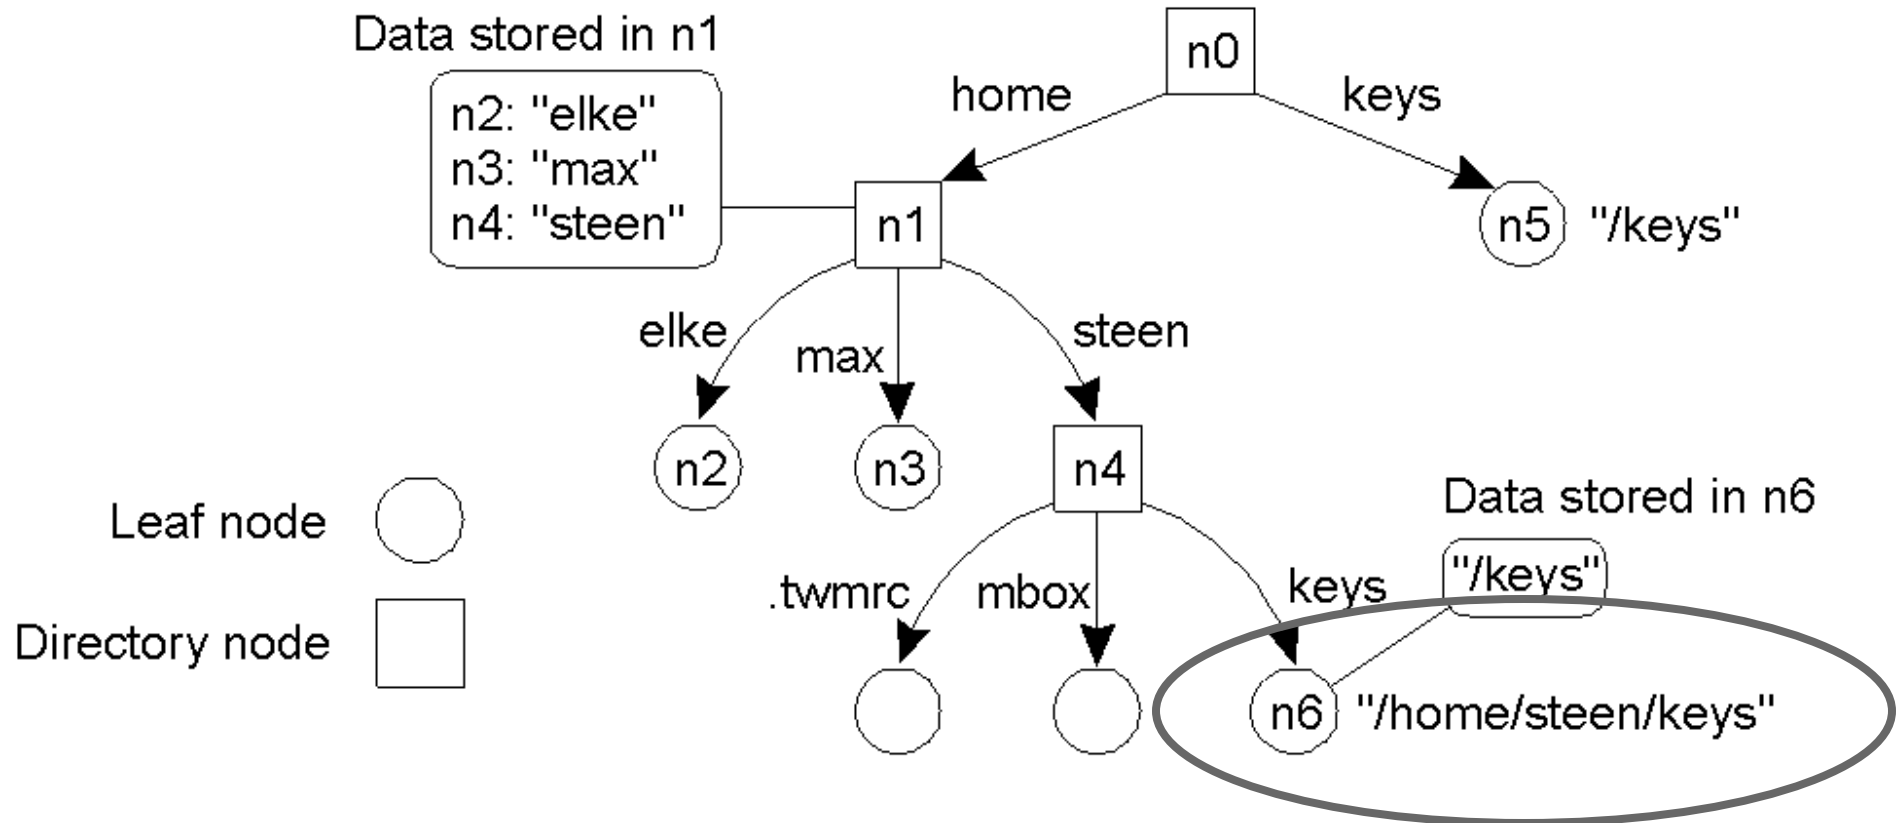 Data stored in n1
n0
n2: "elke"
n3: "max"
n4: "steen"
home
keys
n1
n5
"/keys"
elke
max
steen
n2
n3
n4
Leaf node
Directory node
Data stored in n6
"/keys"
.twmrc
mbox
keys
n6
"/home/steen/keys"